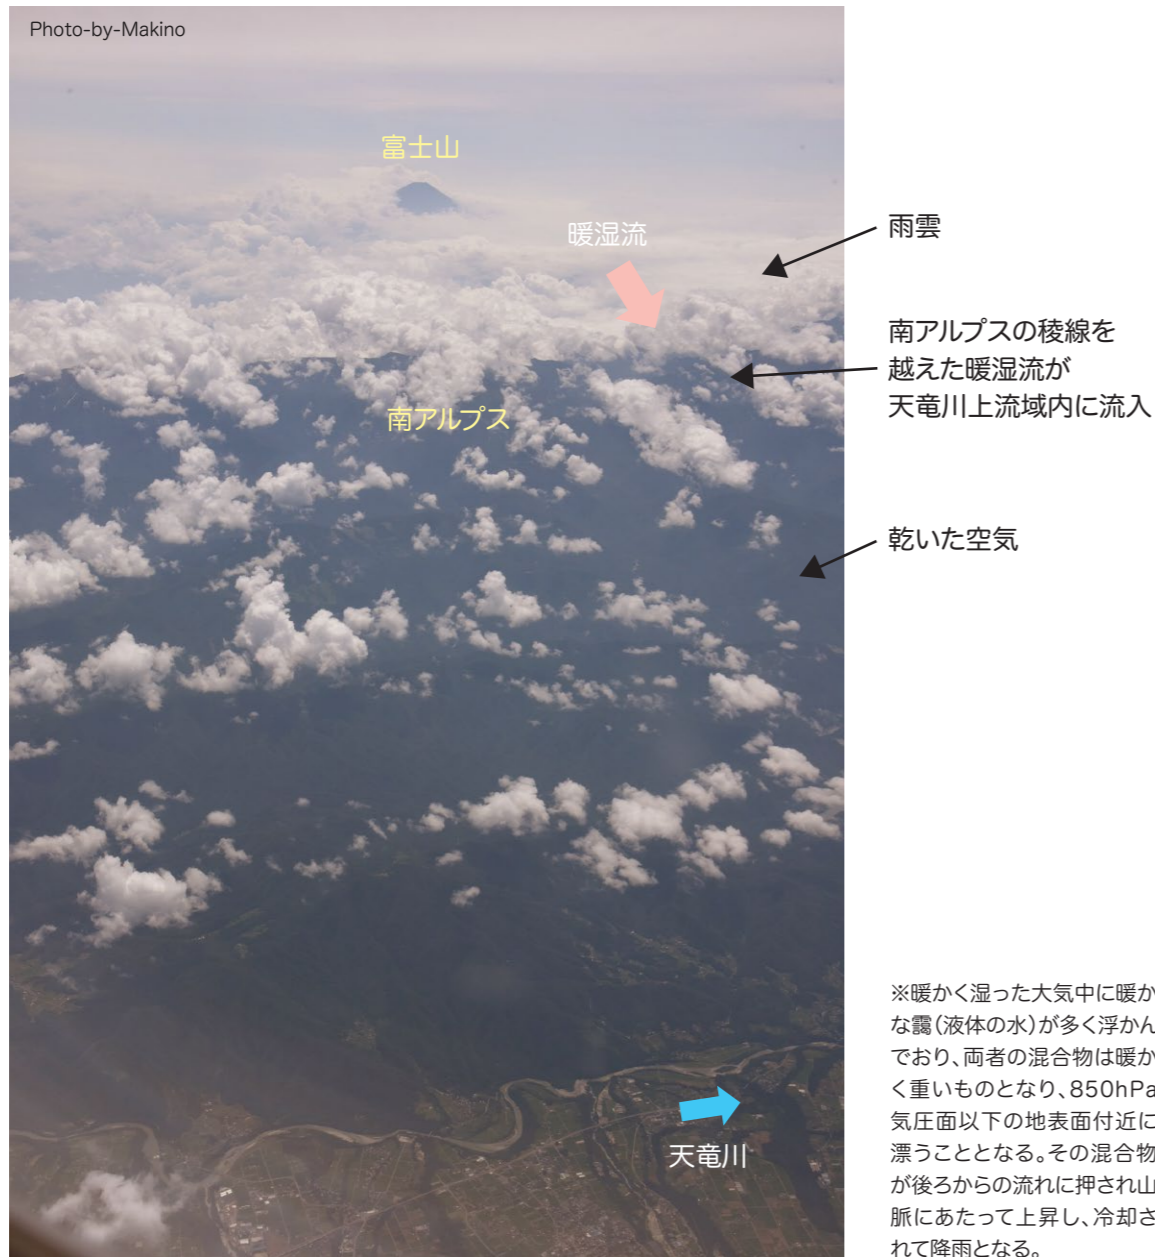 Photo-by-Makino
富士山
暖湿流
雨雲
南アルプスの稜線を
越えた暖湿流が
天竜川上流域内に流入
南アルプス
乾いた空気
天竜川
※暖かく湿った大気中に暖か
な靄(液体の水)が多く浮かん
でおり、両者の混合物は暖か
く重いものとなり、850hPa
気圧面以下の地表面付近に
漂うこととなる。その混合物
が後ろからの流れに押され山
脈にあたって上昇し、冷却さ
れて降雨となる。